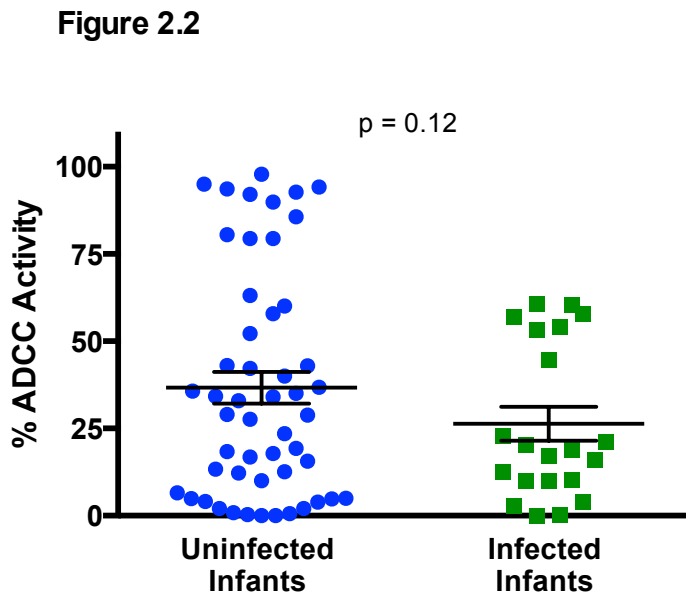 Figure 2.2
p = 0.12
% ADCC Activity
100
75
50
25
0
Uninfected
Infants
Infected
Infants